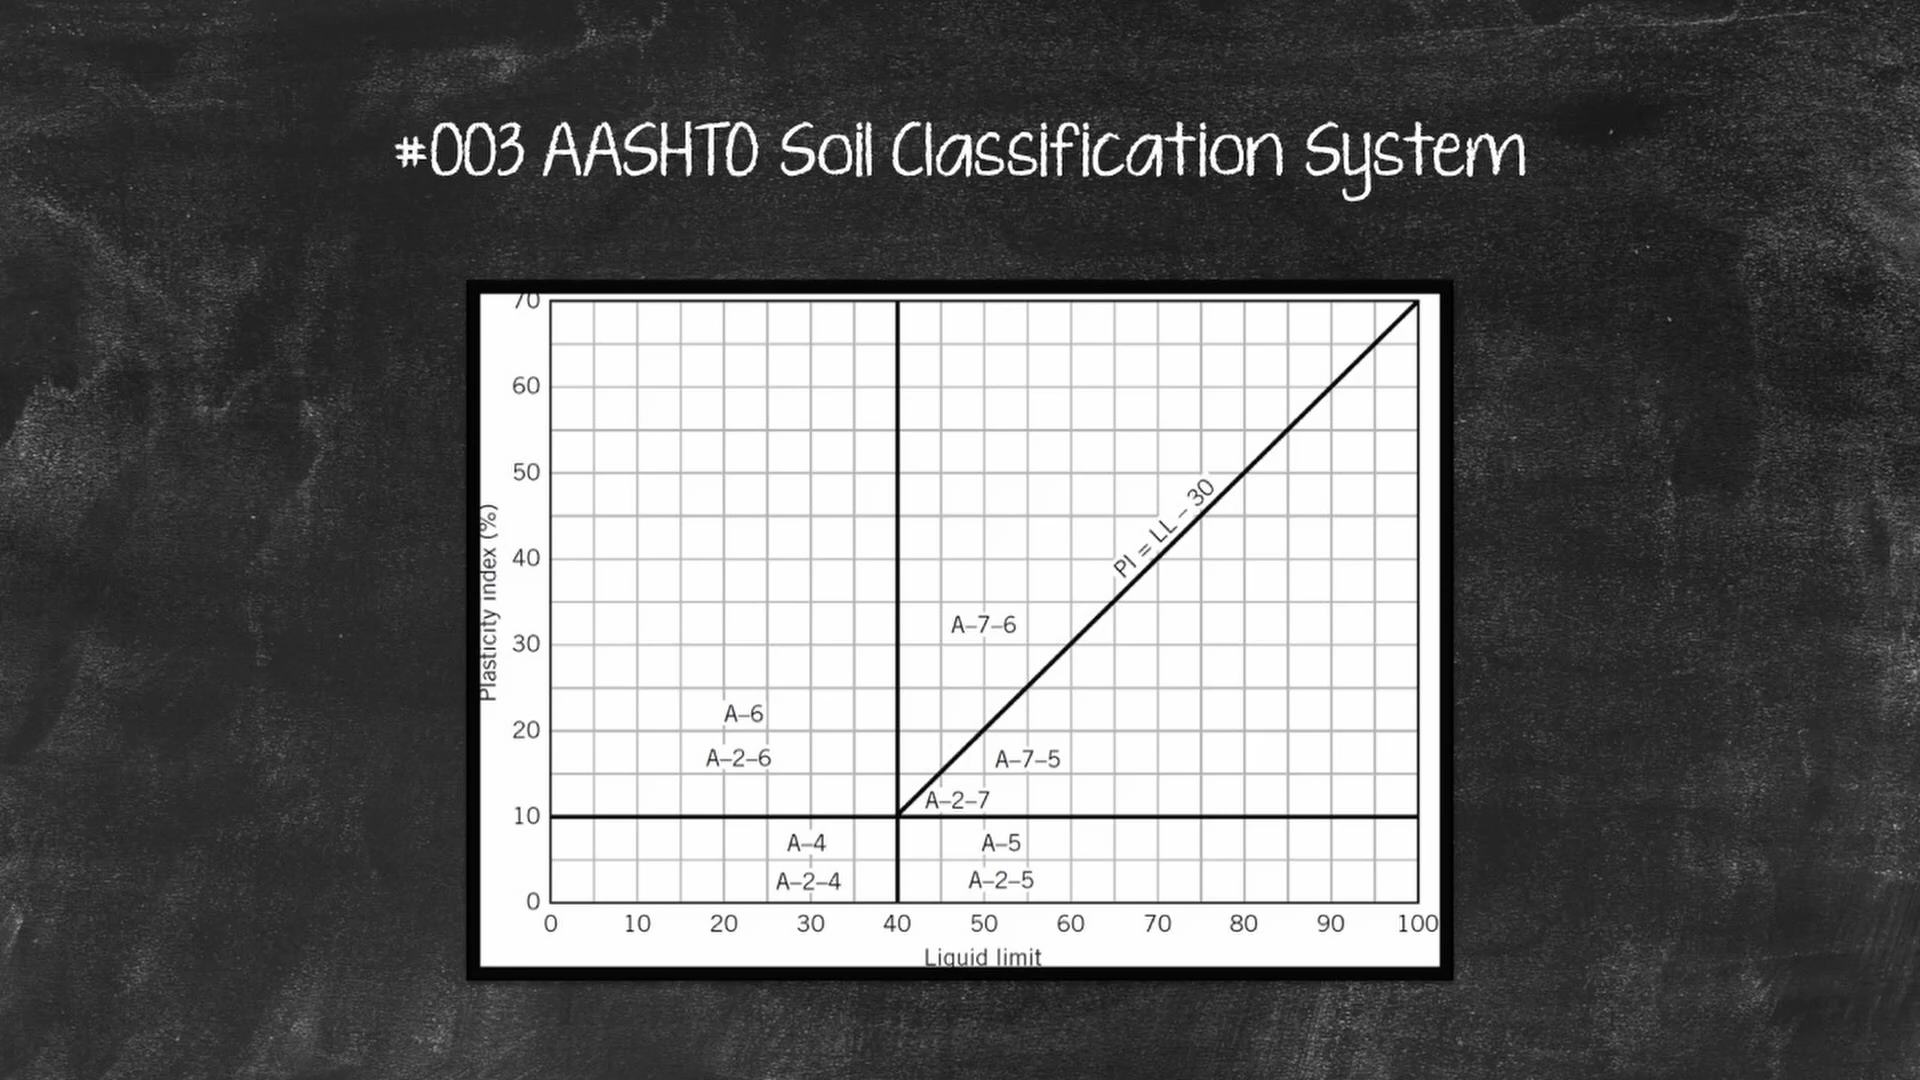 #003 AASHTO Soil Classification System
70
60
50
40
30
20
10
0
Plasticity index (%)
PI = LL – 30
A–7–6
A–6
A–2–6
A–7–5
A–2–7
A–4
A–5
A–2–4
A–2–5
0 10 20 30 40 50 60 70 80 90 100
Liquid limit